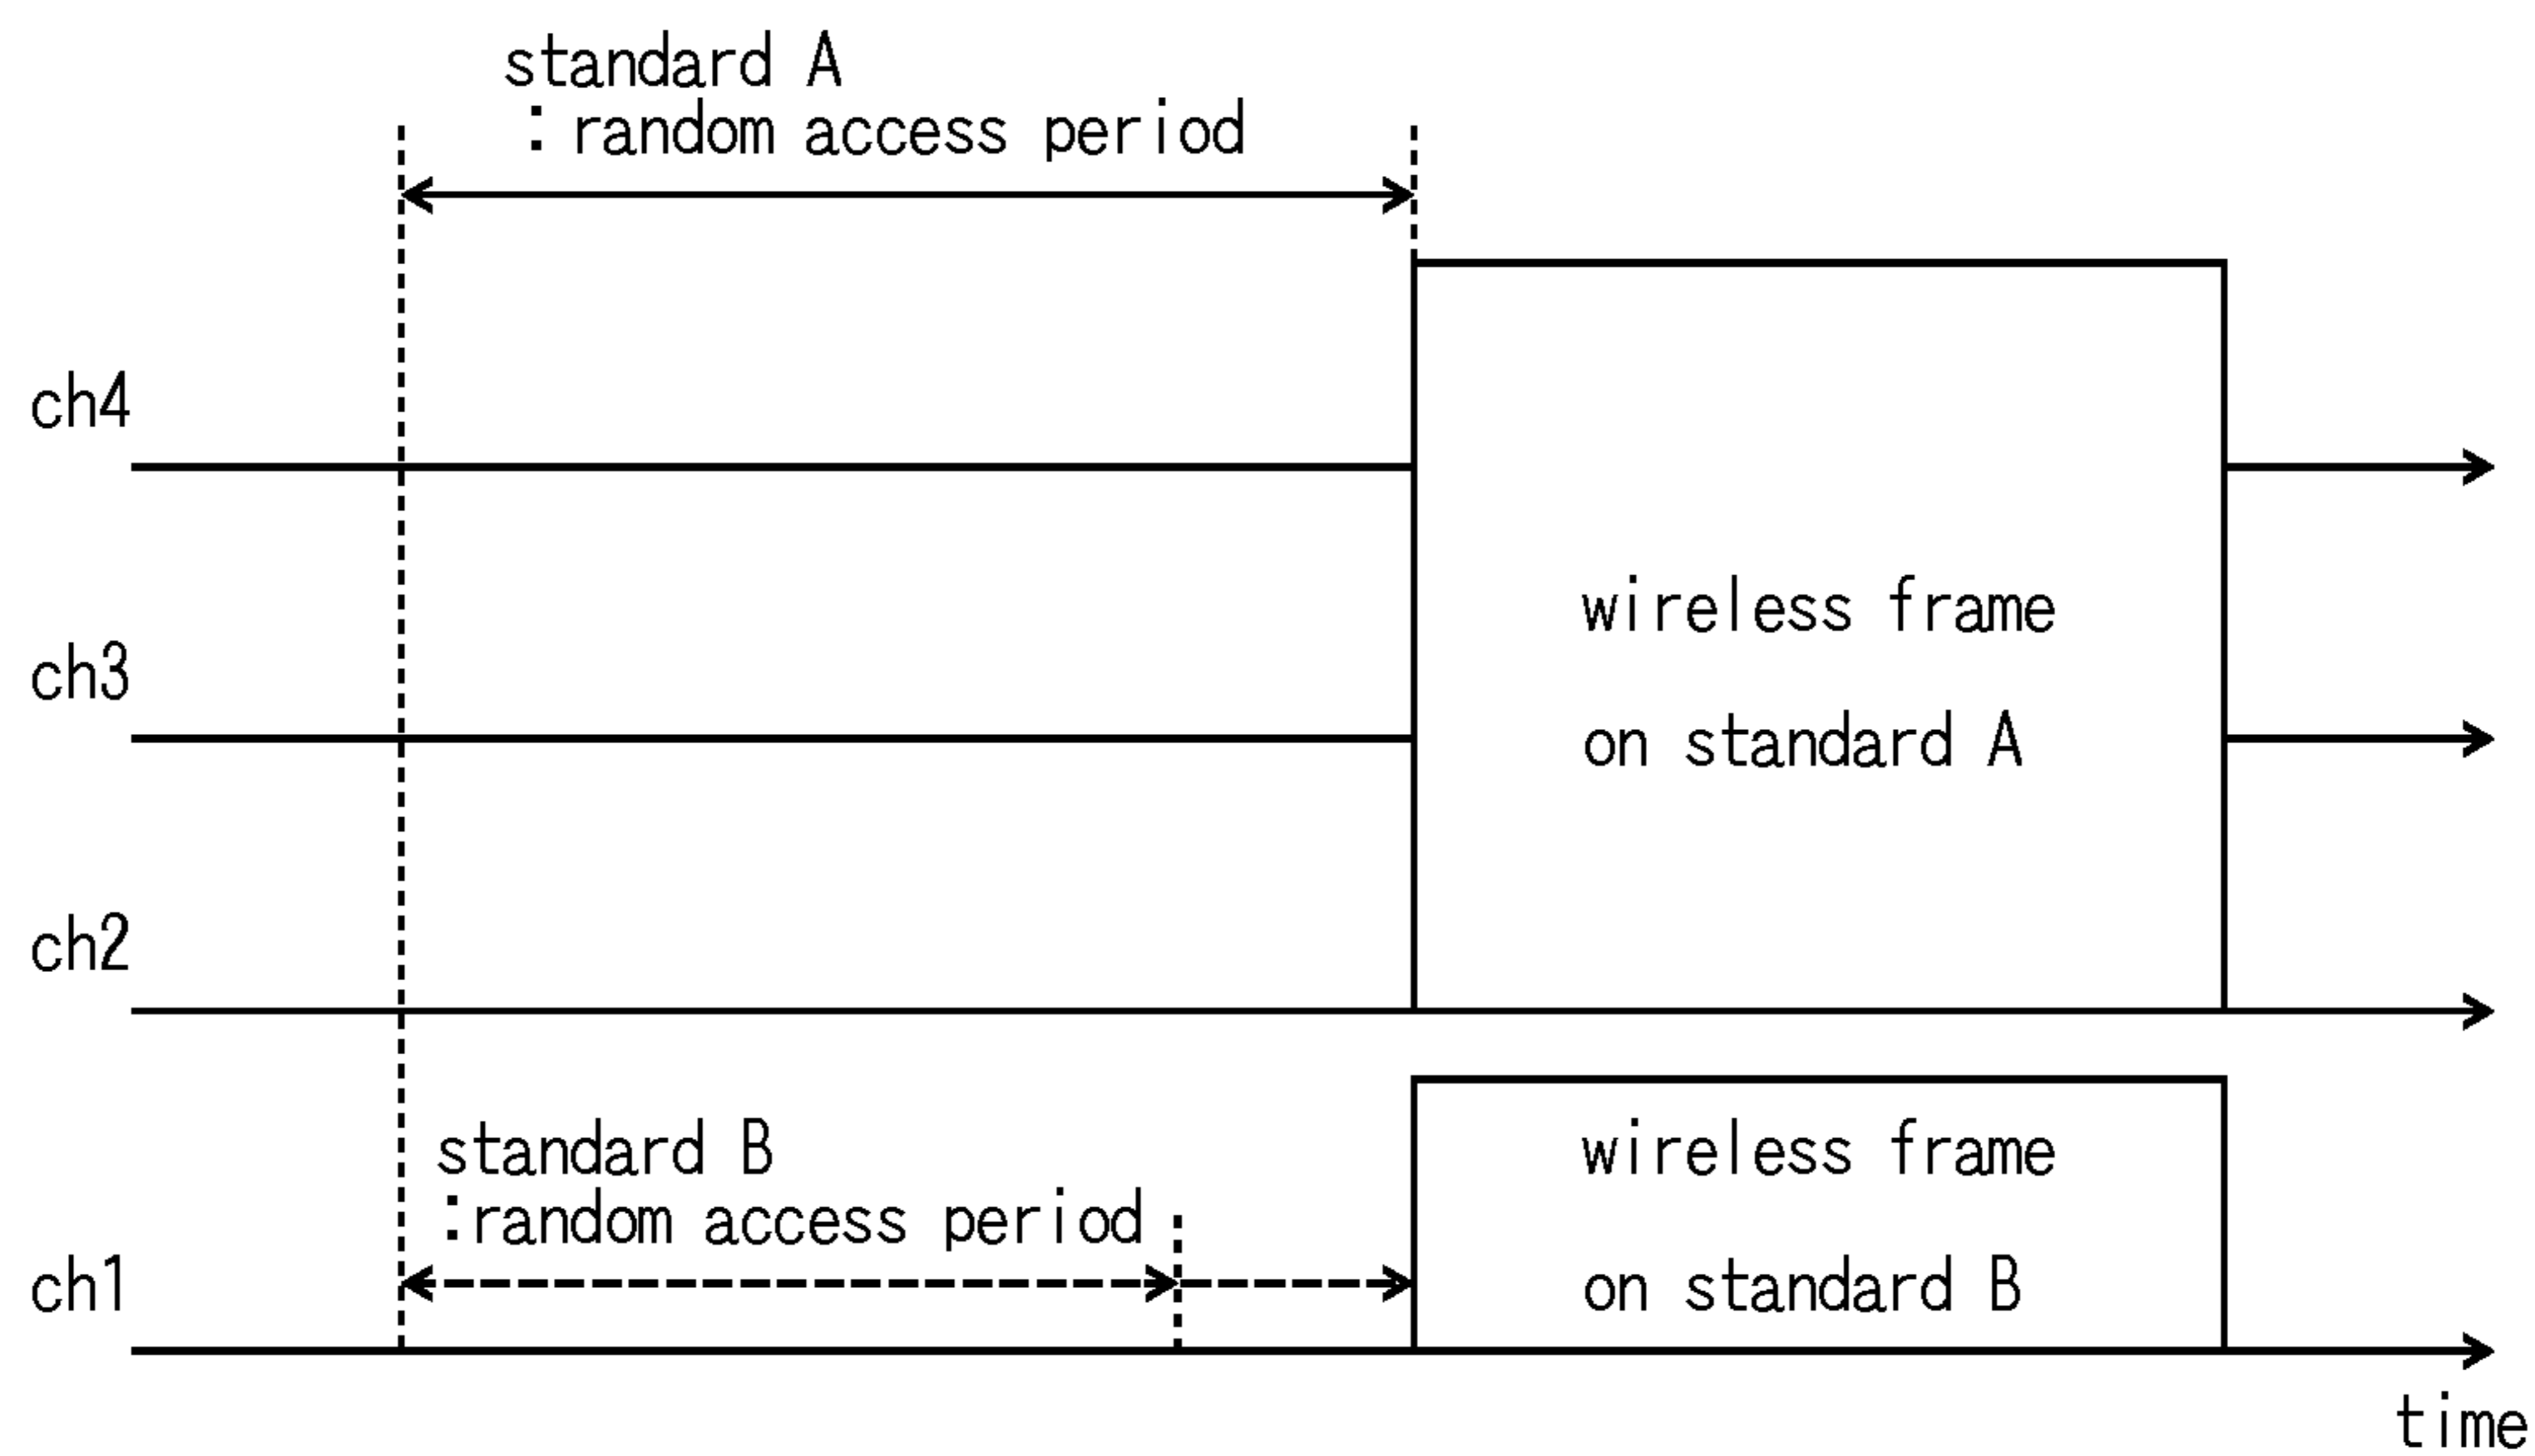 standard A
: random access period
ch4
wireless frame
ch3
on standard A
ch2
standard B
:random access period
wireless frame
ch1
on standard B
time